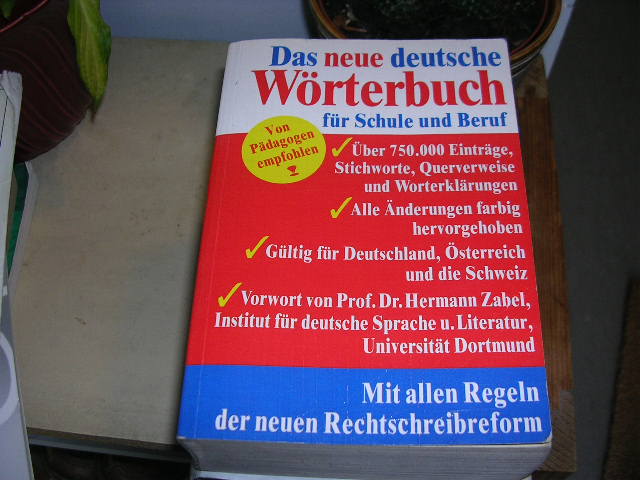 Das neue deutsche
Wörterbuch
für Schule und Beruf
Von
Pädagogen
empfohlen
Über 750.000 Einträge,
Stichworte, Querverweise
und Worterklärungen
Alle Änderungen farbig
hervorgehoben
Gültig für Deutschland, Österreich
und die Schweiz
Vorwort von Prof. Dr. Hermann Zabel,
Institut für deutsche Sprache u. Literatur,
Universität Dortmund
Mit allen Regeln
der neuen Rechtschreibreform